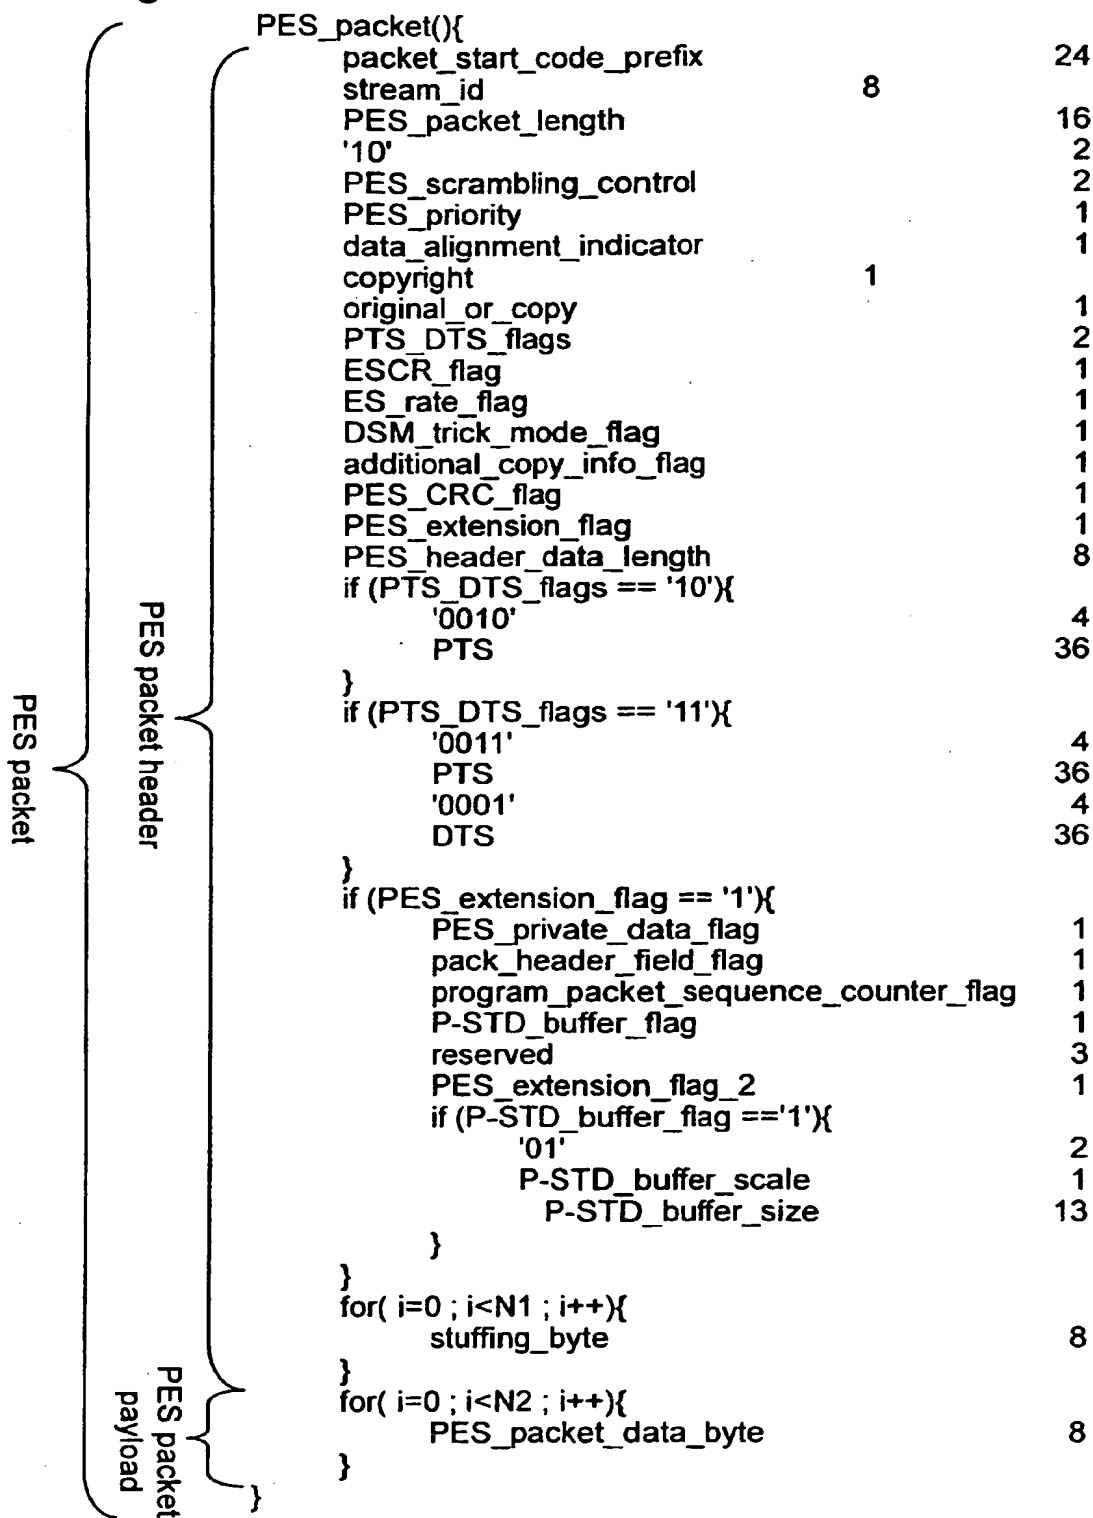 PES_packet(){
packet_start_code_prefix 24
stream_id 8
PES_packet_length 16
'10' 2
PES_scrambling_control 2
PES_priority 1
data_alignment_indicator 1
copyright 1
original_or_copy 1
PTS_DTS_flags 2
ESCR_flag 1
ES_rate_flag 1
DSM_trick_mode_flag 1
additional_copy_info_flag 1
PES_CRC_flag 1
PES_extension_flag 1
PES_header_data_length 8
if (PTS_DTS_flags == '10'){
'0010' 4
PTS 36
}
if (PTS_DTS_flags == '11'){
'0011' 4
PTS 36
'0001' 4
DTS 36
}
if (PES_extension_flag == '1'){
PES_private_data_flag 1
pack_header_field_flag 1
program_packet_sequence_counter_flag 1
P-STD_buffer_flag 1
reserved 3
PES_extension_flag_2 1
if (P-STD_buffer_flag =='1'){
'01' 2
P-STD_buffer_scale 1
P-STD_buffer_size 13
}
}
for( i=0 ; i<N1 ; i++){
stuffing_byte 8
}
for( i=0 ; i<N2 ; i++){
PES_packet_data_byte 8
}
}
PES packet
PES packet header
PES packet
payload